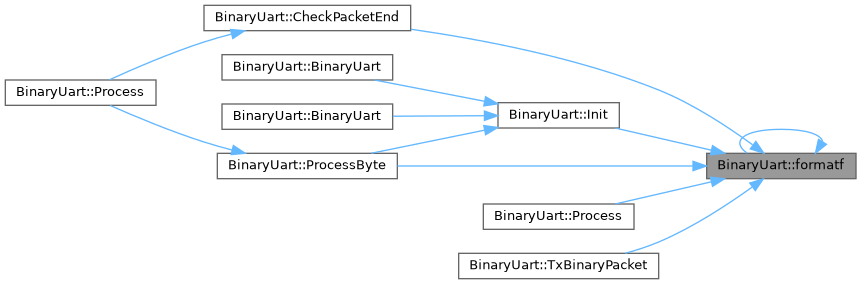 BinaryUart::CheckPacketEnd
BinaryUart::BinaryUart
BinaryUart::Process
BinaryUart::BinaryUart
BinaryUart::Init
BinaryUart::ProcessByte
BinaryUart::formatf
BinaryUart::Process
BinaryUart::TxBinaryPacket